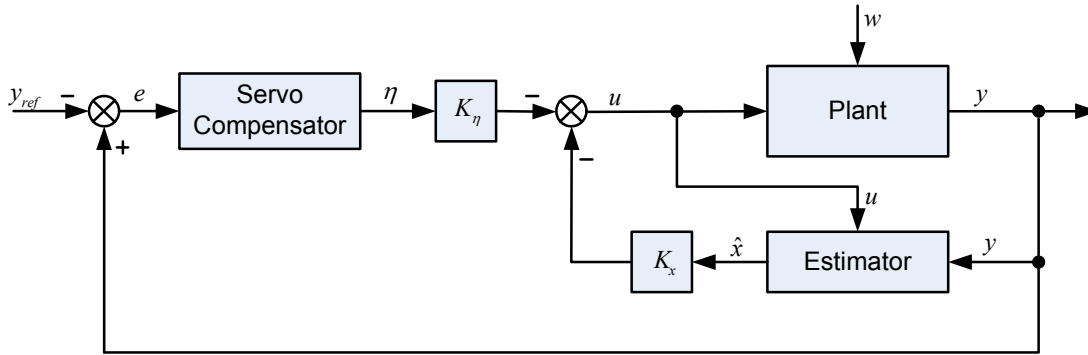 w
y_ref
−
e
Servo
Compensator
η
K_η
−
u
Plant
y
+
−
u
K_x
x̂
Estimator
y